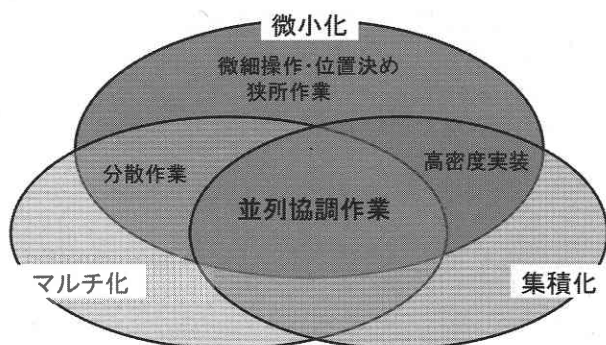 微小化
微細操作・位置決め
狭所作業
分散作業
高密度実装
並列協調作業
マルチ化
集積化